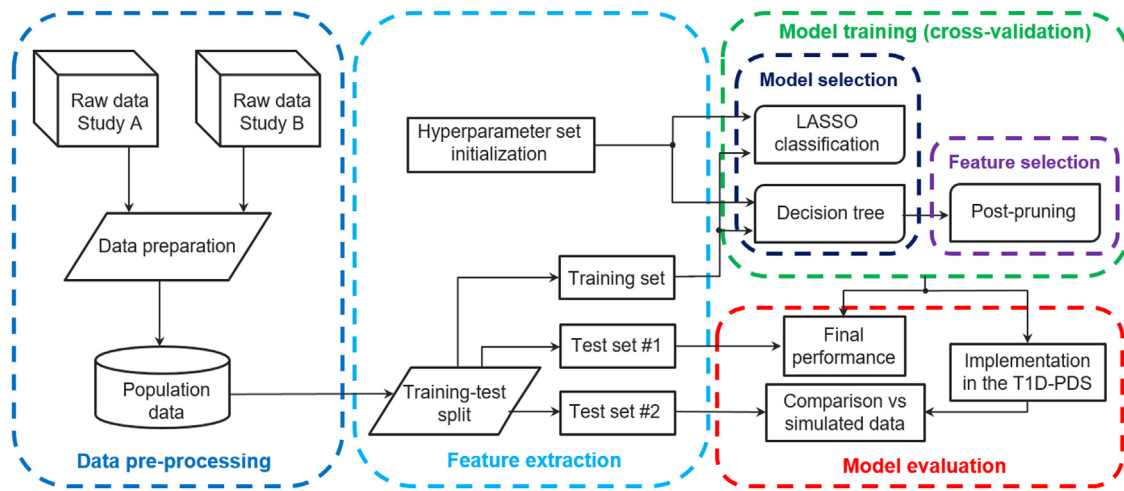 Raw data
Study A
Raw data
Study B
Data preparation
Population
data
Data pre-processing
Hyperparameter set
initialization
Training set
Test set #1
Test set #2
Training-test
split
Feature extraction
Model training (cross-validation)
Model selection
LASSO
classification
Decision tree
Feature selection
Post-pruning
Final
performance
Implementation
in the T1D-PDS
Comparison vs
simulated data
Model evaluation